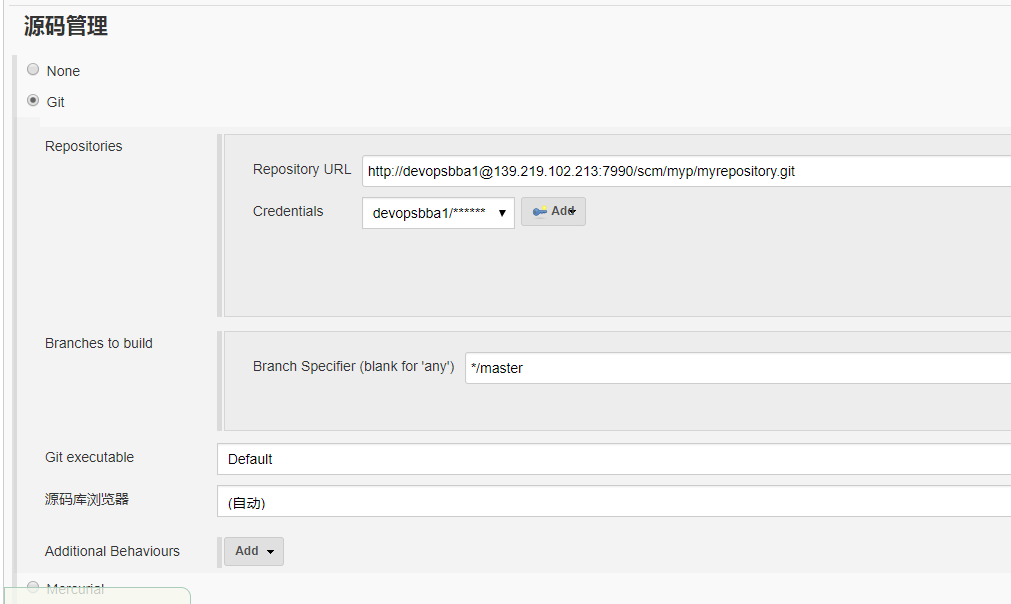 源码管理
None
Git
Repositories
Repository URL http://devopsbba1@139.219.102.213:7990/scm/myp/myrepository.git
Credentials devopsbba1/****** Add
Branches to build
Branch Specifier (blank for 'any') */master
Git executable Default
源码库浏览器 (自动)
Additional Behaviours Add
Mercurial